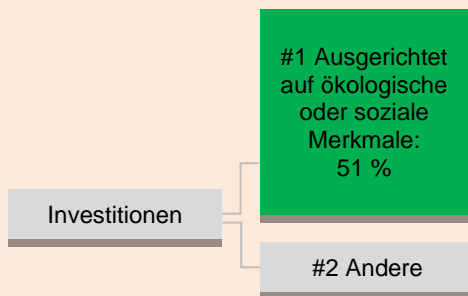 #1 Ausgerichtet
auf ökologische
oder soziale
Merkmale:
51 %
Investitionen
#2 Andere